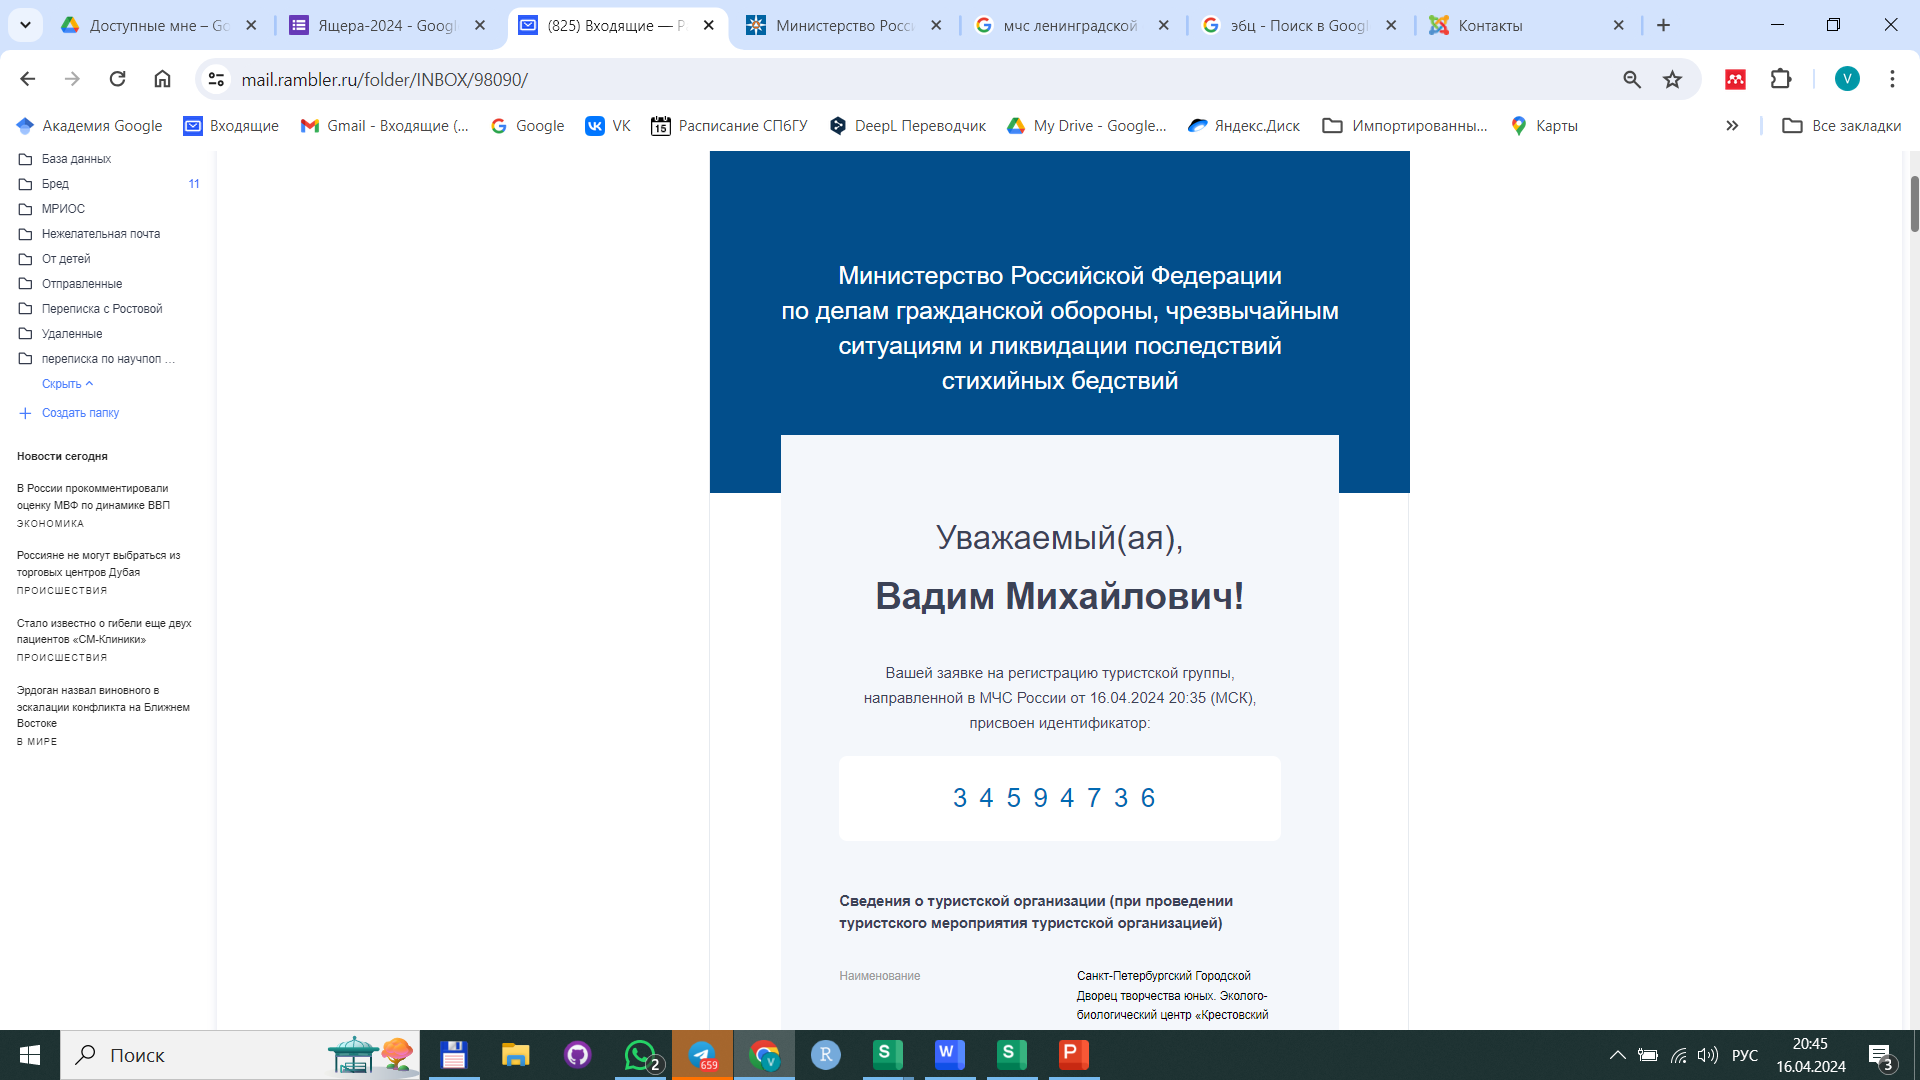 Доступные мне – Go
Ящера-2024 - Google
(825) Входящие — Р
Министерство Росси
мчс ленинградской
эбц - Поиск в Google
Контакты
mail.rambler.ru/folder/INBOX/98090/
V
Академия Google
Входящие
Gmail - Входящие (...
Google
VK
15
Расписание СПбГУ
DeepL Переводчик
My Drive - Google...
Яндекс.Диск
Импортированны...
Карты
Все закладки
База данных
Бред 11
МРИОС
Нежелательная почта
От детей
Отправленные
Переписка с Ростовой
Удаленные
переписка по научпоп ...
Скрыть
Создать папку
Новости сегодня
В России прокомментировали
оценку МВФ по динамике ВВП
ЭКОНОМИКА
Россияне не могут выбраться из
торговых центров Дубая
ПРОИСШЕСТВИЯ
Стало известно о гибели еще двух
пациентов «СМ-Клиники»
ПРОИСШЕСТВИЯ
Эрдоган назвал виновного в
эскалации конфликта на Ближнем
Востоке
В МИРЕ
Министерство Российской Федерации
по делам гражданской обороны, чрезвычайным
ситуациям и ликвидации последствий
стихийных бедствий
Уважаемый(ая),
Вадим Михайлович!
Вашей заявке на регистрацию туристской группы,
направленной в МЧС России от 16.04.2024 20:35 (МСК),
присвоен идентификатор:
3 4 5 9 4 7 3 6
Сведения о туристской организации (при проведении
туристского мероприятия туристской организацией)
Наименование
Санкт-Петербургский Городской
Дворец творчества юных. Эколого-
биологический центр «Крестовский
Поиск
2
659
V
R
S
W
S
P
РУС
20:45
16.04.2024
3